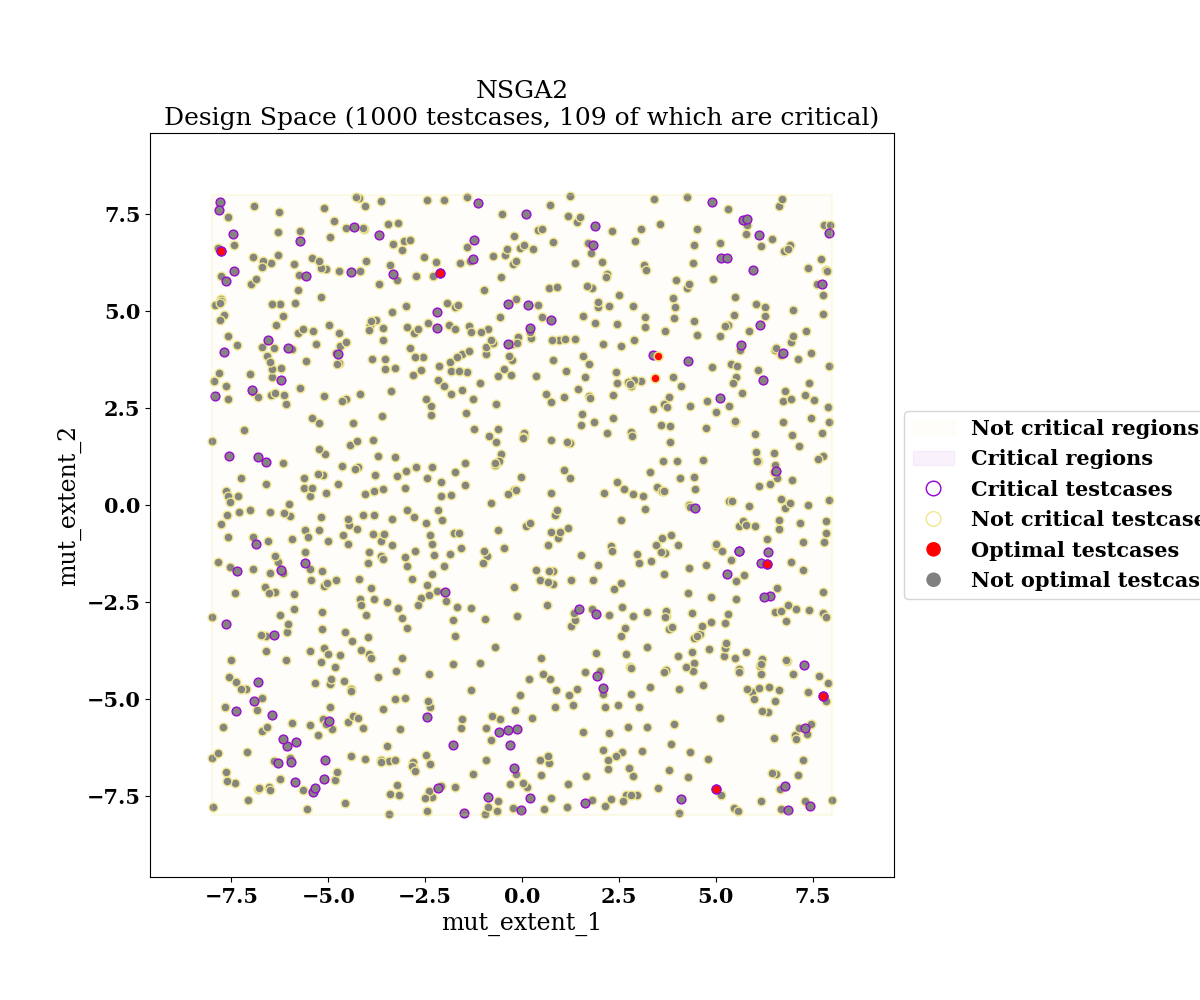 NSGA2
Design Space (1000 testcases, 109 of which are critical)
mut_extent_2
7.5
5.0
2.5
0.0
−2.5
−5.0
−7.5
−7.5
−5.0
−2.5
0.0
2.5
5.0
7.5
mut_extent_1
Not critical regions
Critical regions
Critical testcases
Not critical testcase
Optimal testcases
Not optimal testcas